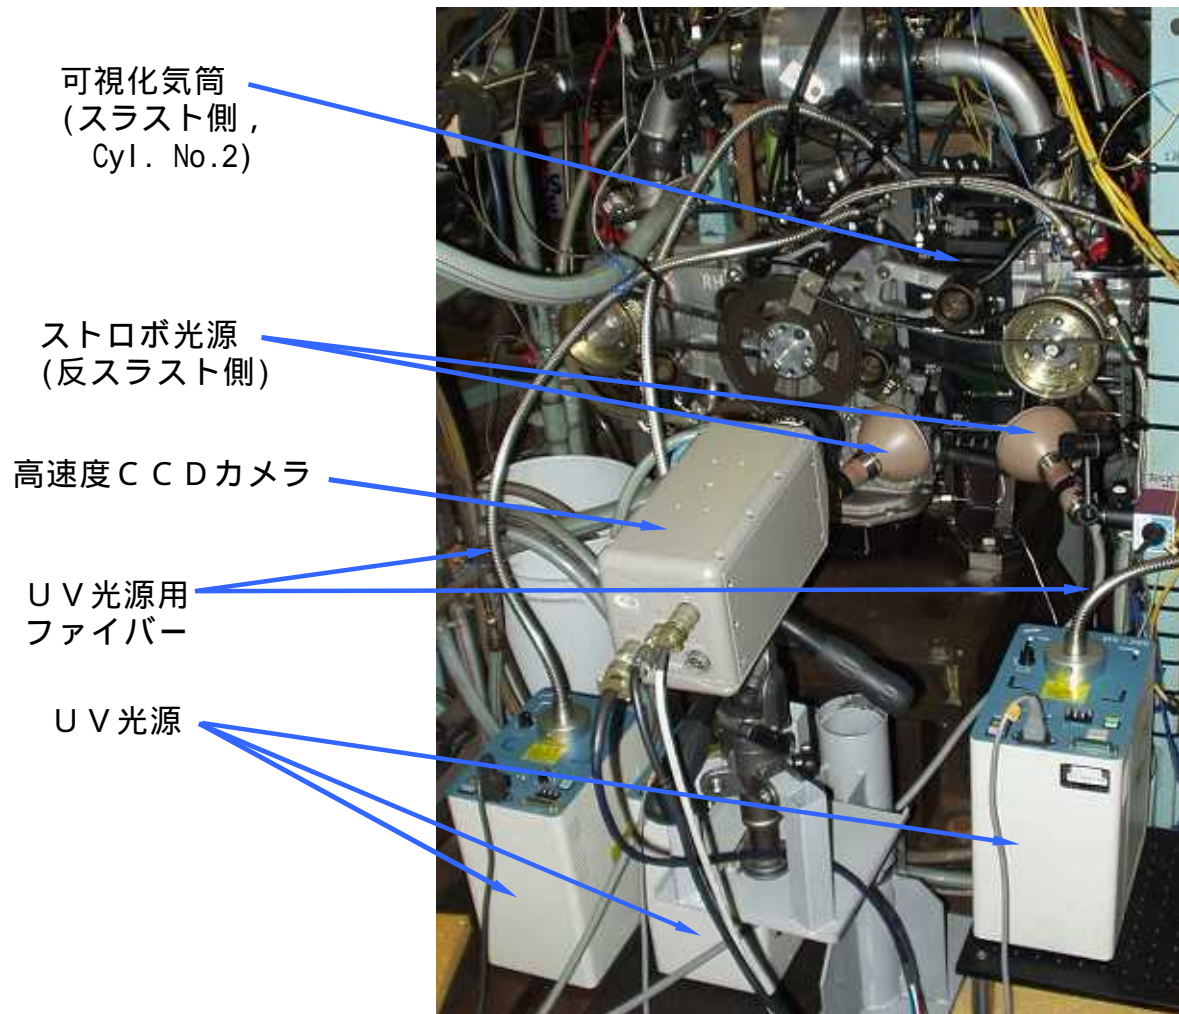 可視化気筒
(スラスト側,
Cyl. No.2)
ストロボ光源
(反スラスト側)
高速度CCDカメラ
UV光源用
ファイバー
UV光源